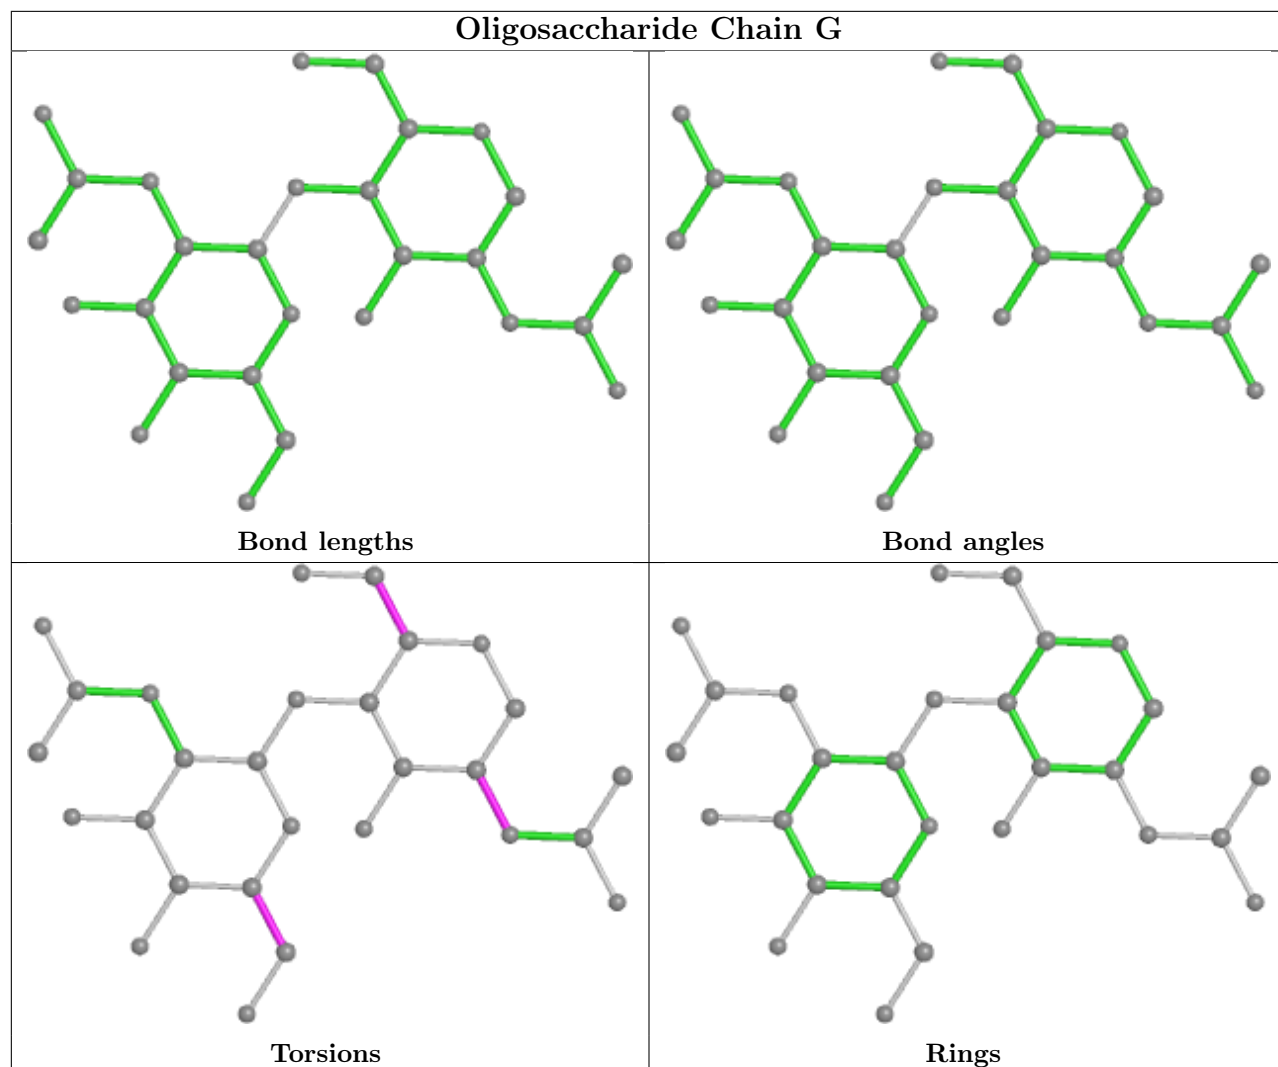 Oligosaccharide Chain G
Bond lengths
Bond angles
Torsions
Rings